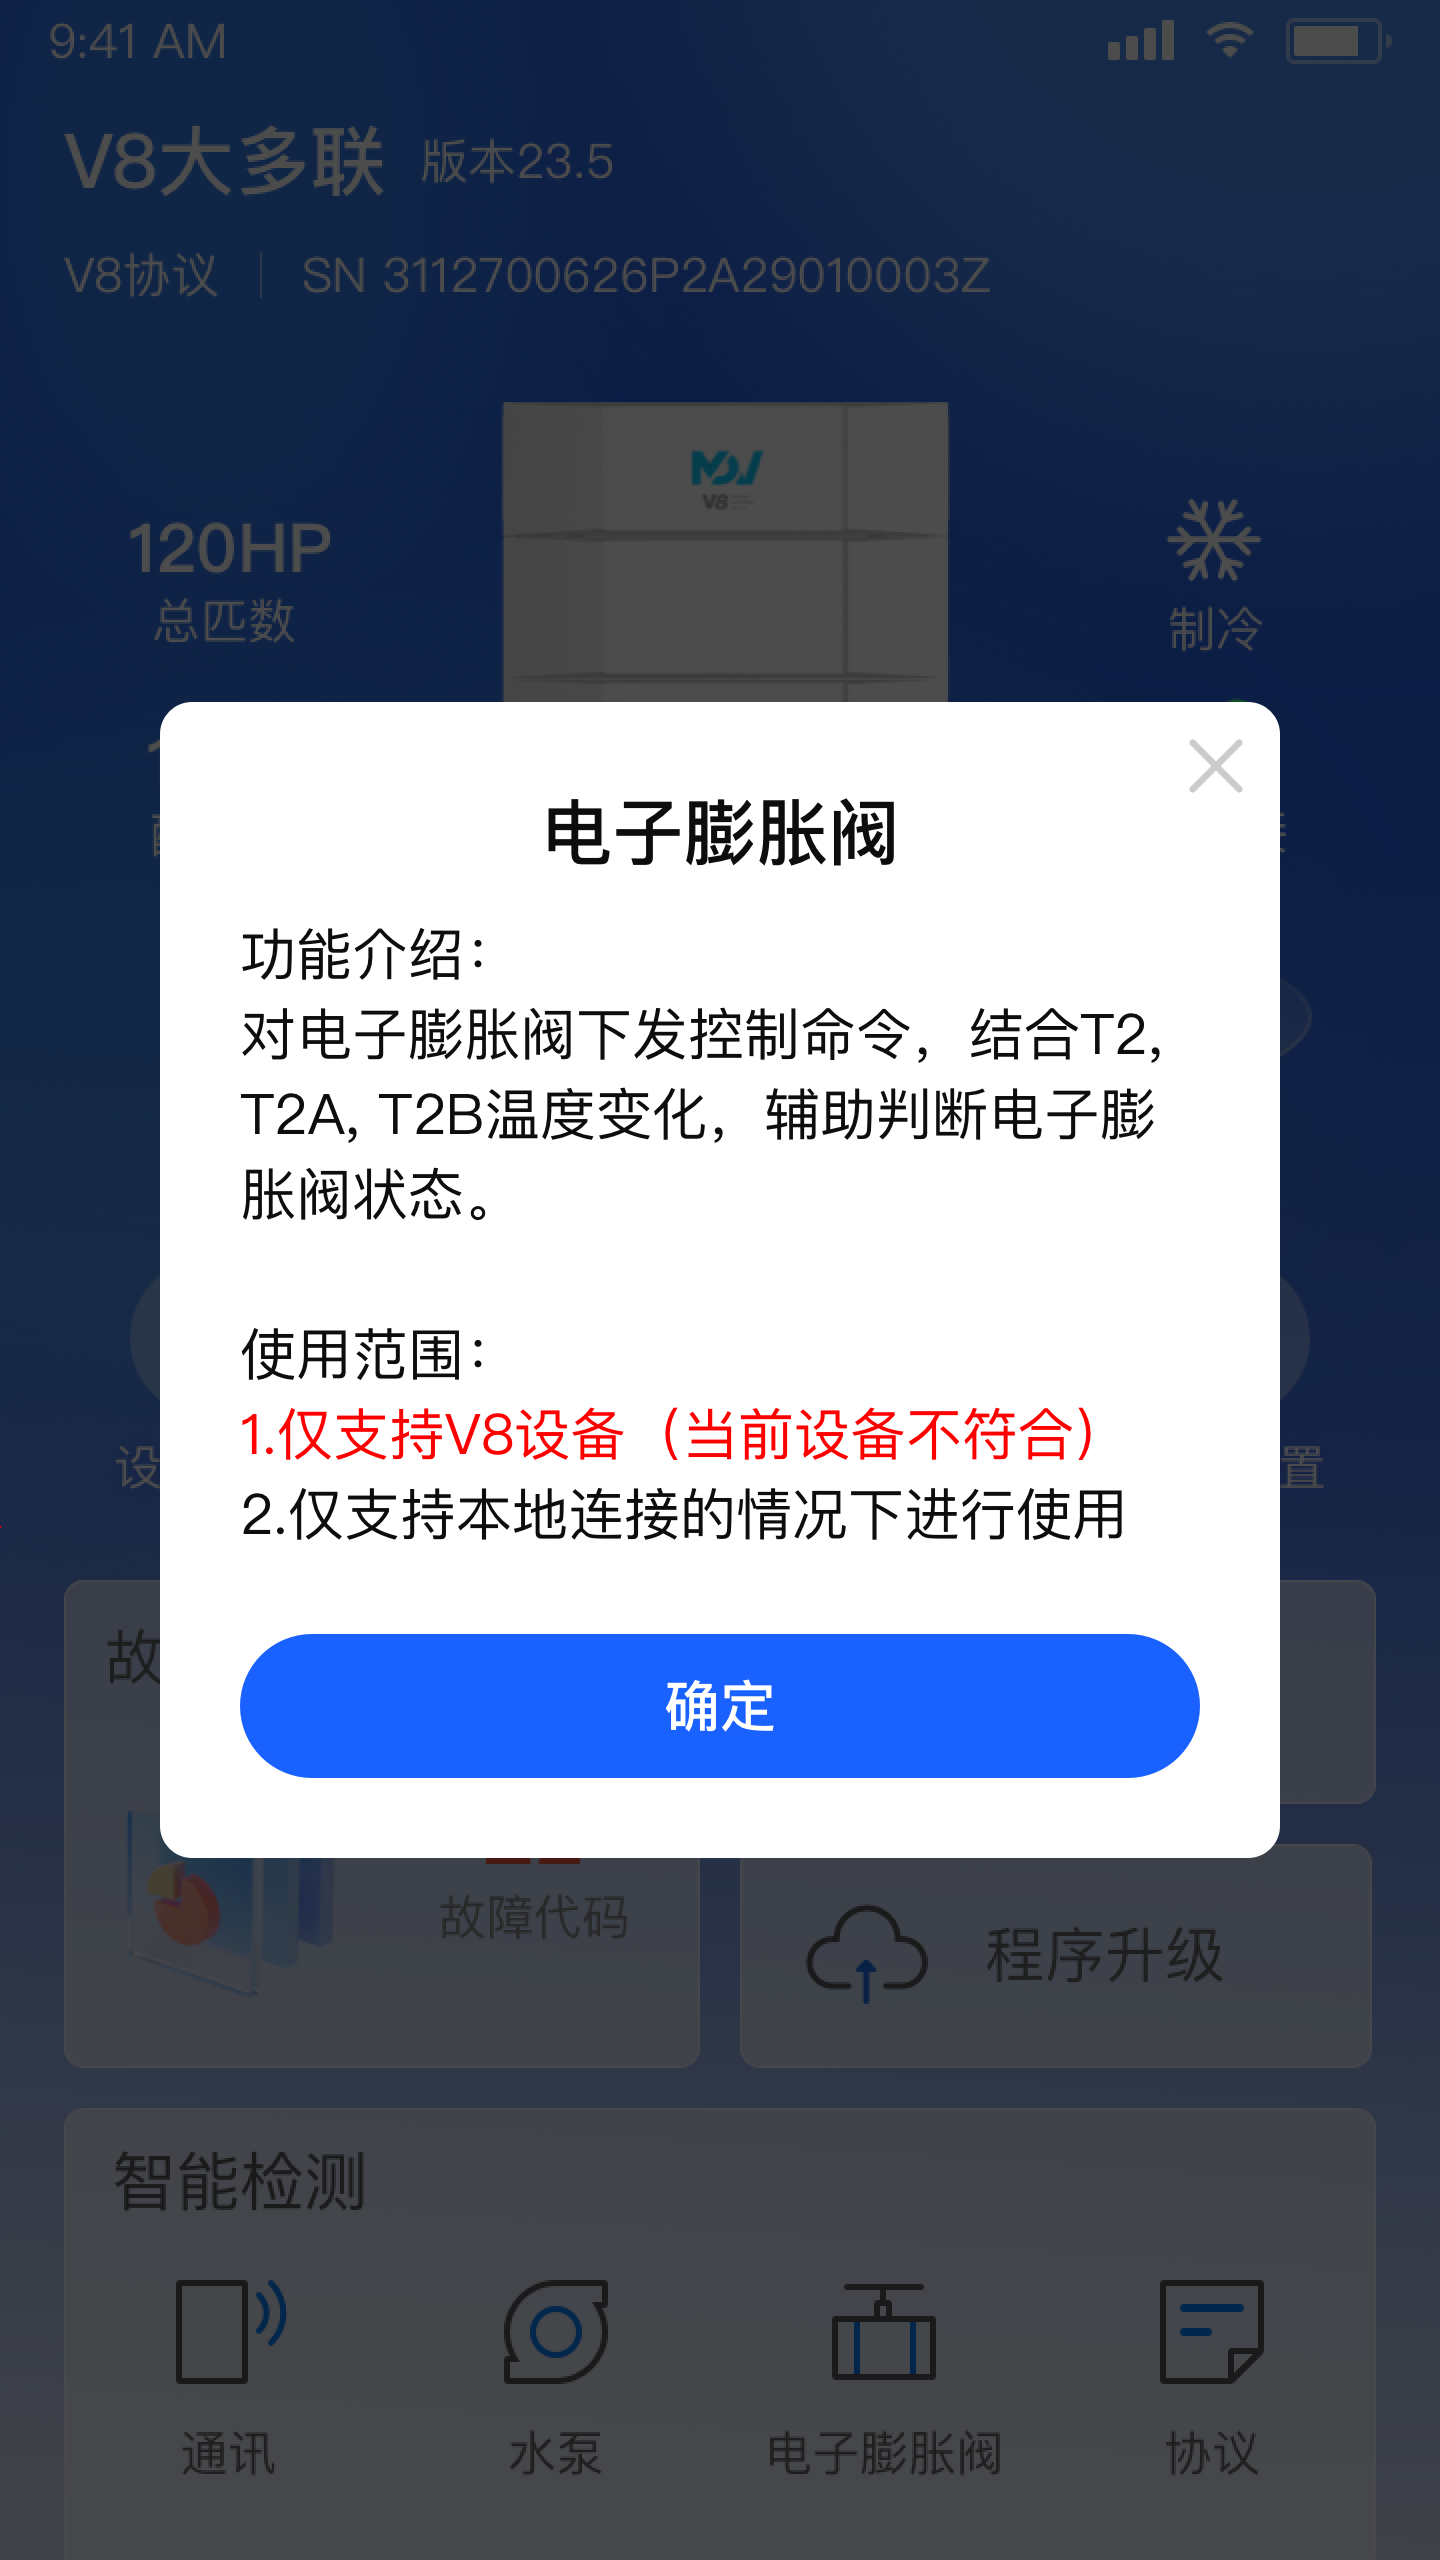 9:41 AM
V8大多联 版本23.5
V8协议 SN 3112700626P2A29010003Z
MDV
V8
120HP
总匹数
制冷
电子膨胀阀
功能介绍：
对电子膨胀阀下发控制命令，结合T2,
T2A, T2B温度变化，辅助判断电子膨
胀阀状态。
使用范围：
1.仅支持V8设备（当前设备不符合）
2.仅支持本地连接的情况下进行使用
设
置
确定
故
故障代码
程序升级
智能检测
通讯
水泵
电子膨胀阀
协议